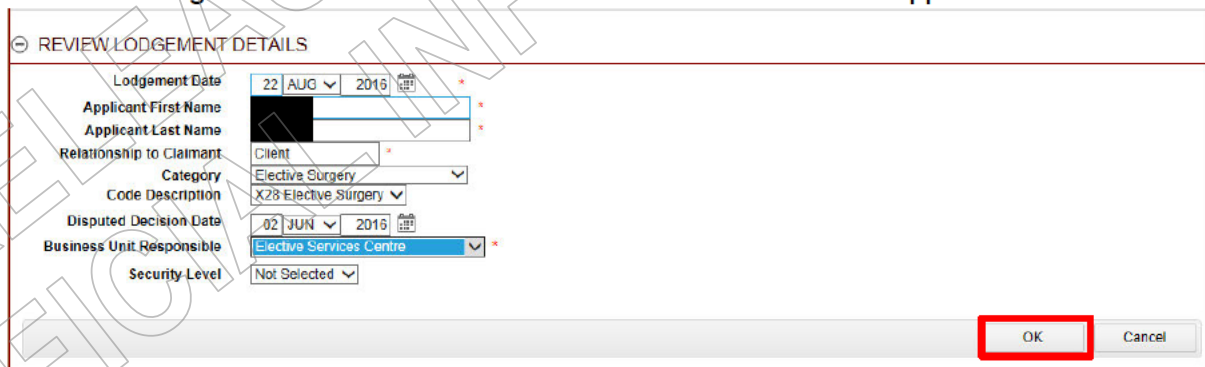 REVIEW LODGEMENT DETAILS
Lodgement Date 22 AUG 2016 *
Applicant First Name *
Applicant Last Name *
Relationship to Claimant Client *
Category Elective Surgery
Code Description X28 Elective Surgery
Disputed Decision Date 02 JUN 2016
Business Unit Responsible Elective Services Centre *
Security Level Not Selected
OK Cancel